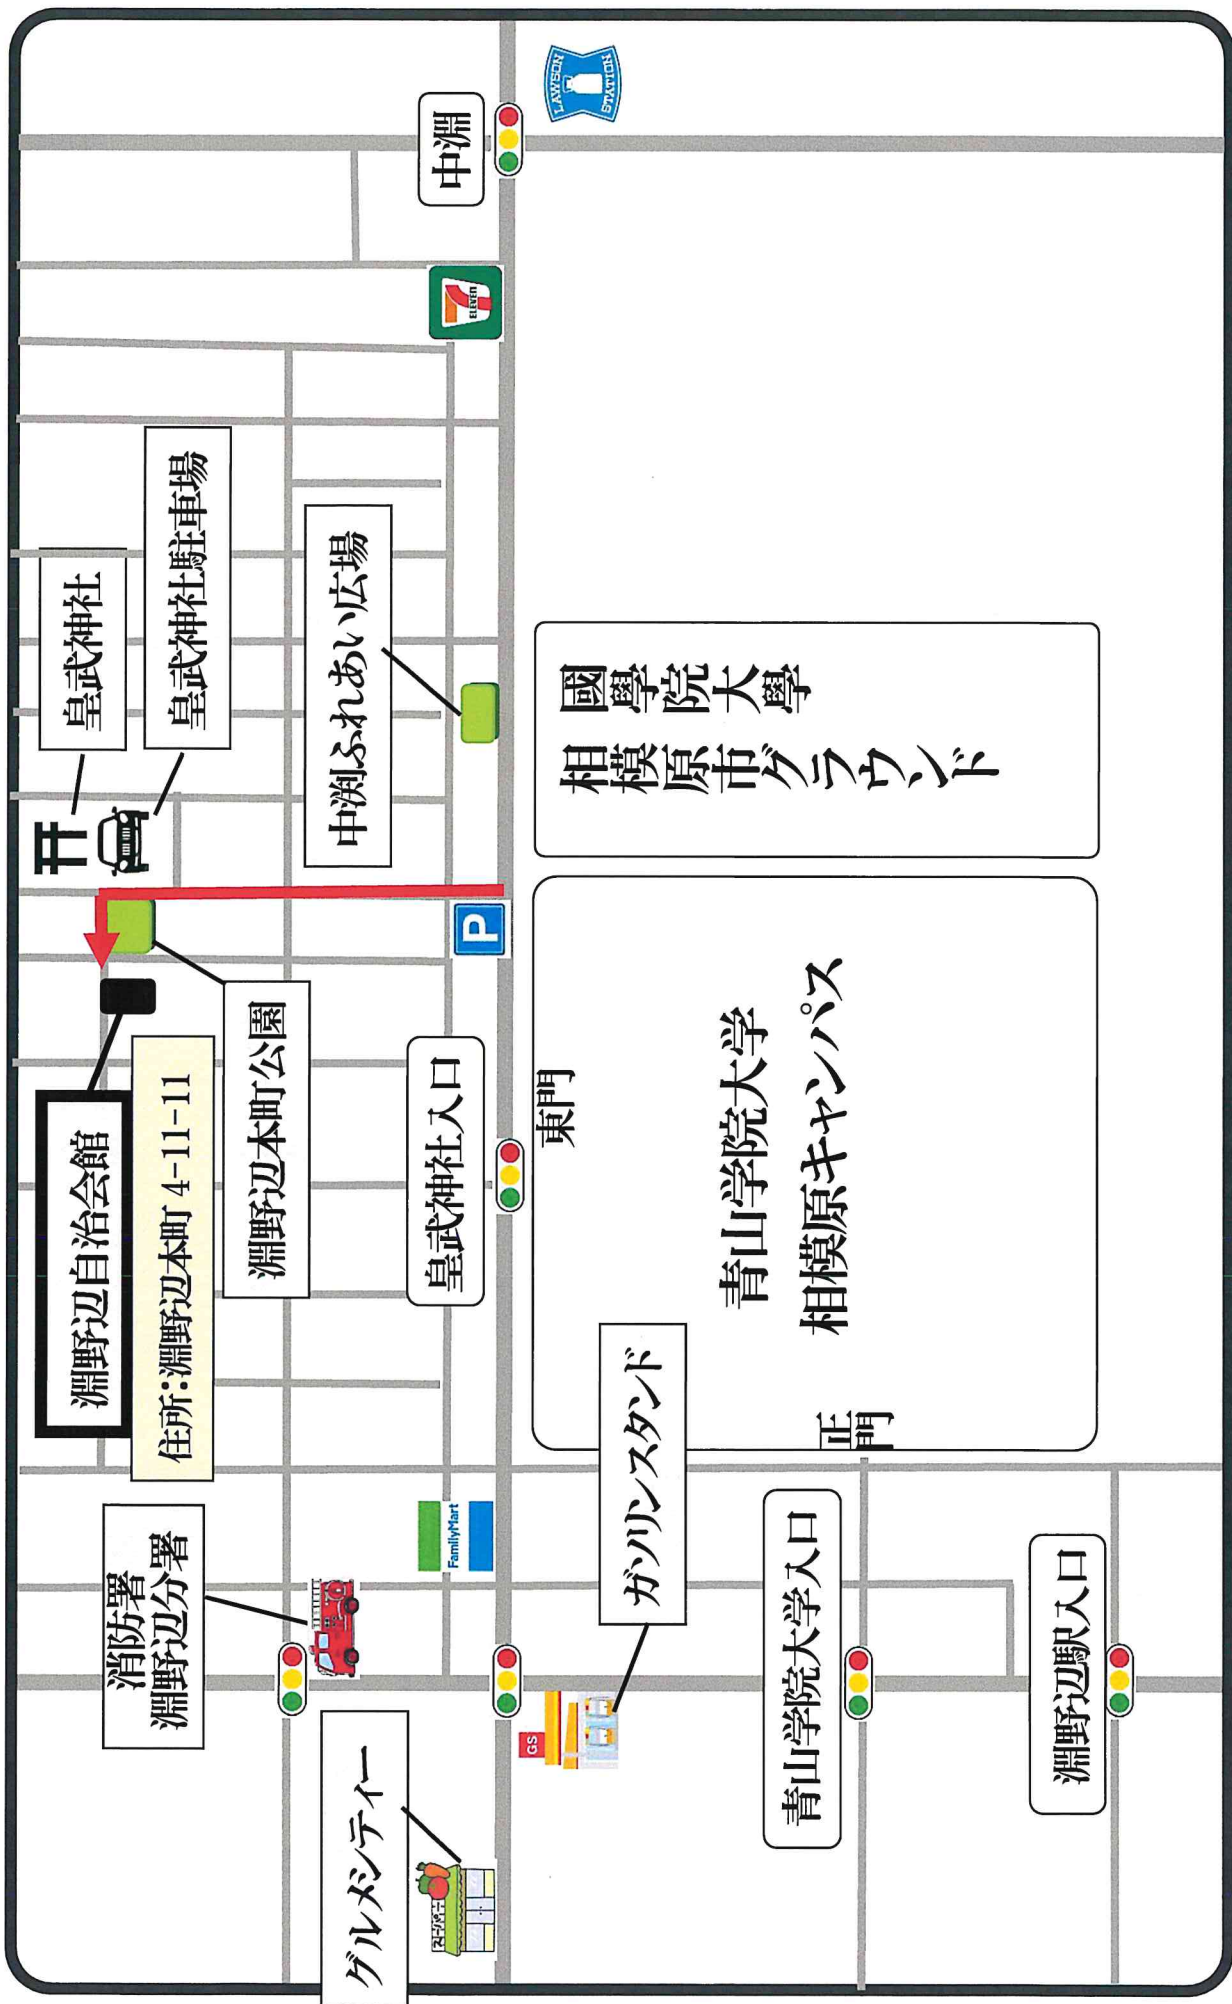 皇武神社
淵野辺自治会館
消防署
淵野辺分署
住所:淵野辺本町 4-11-11
皇武神社駐車場
淵野辺本町公園
中渕ふれあい広場
グルメシティー
スーパー
FamilyMart
皇武神社入口
P
7
ELEVEN
中淵
LAWSON
STATION
GS
東門
ガソリンスタンド
國學院大學
相模原市グラウンド
青山学院大学
相模原キャンパス
正門
青山学院大学入口
淵野辺駅入口